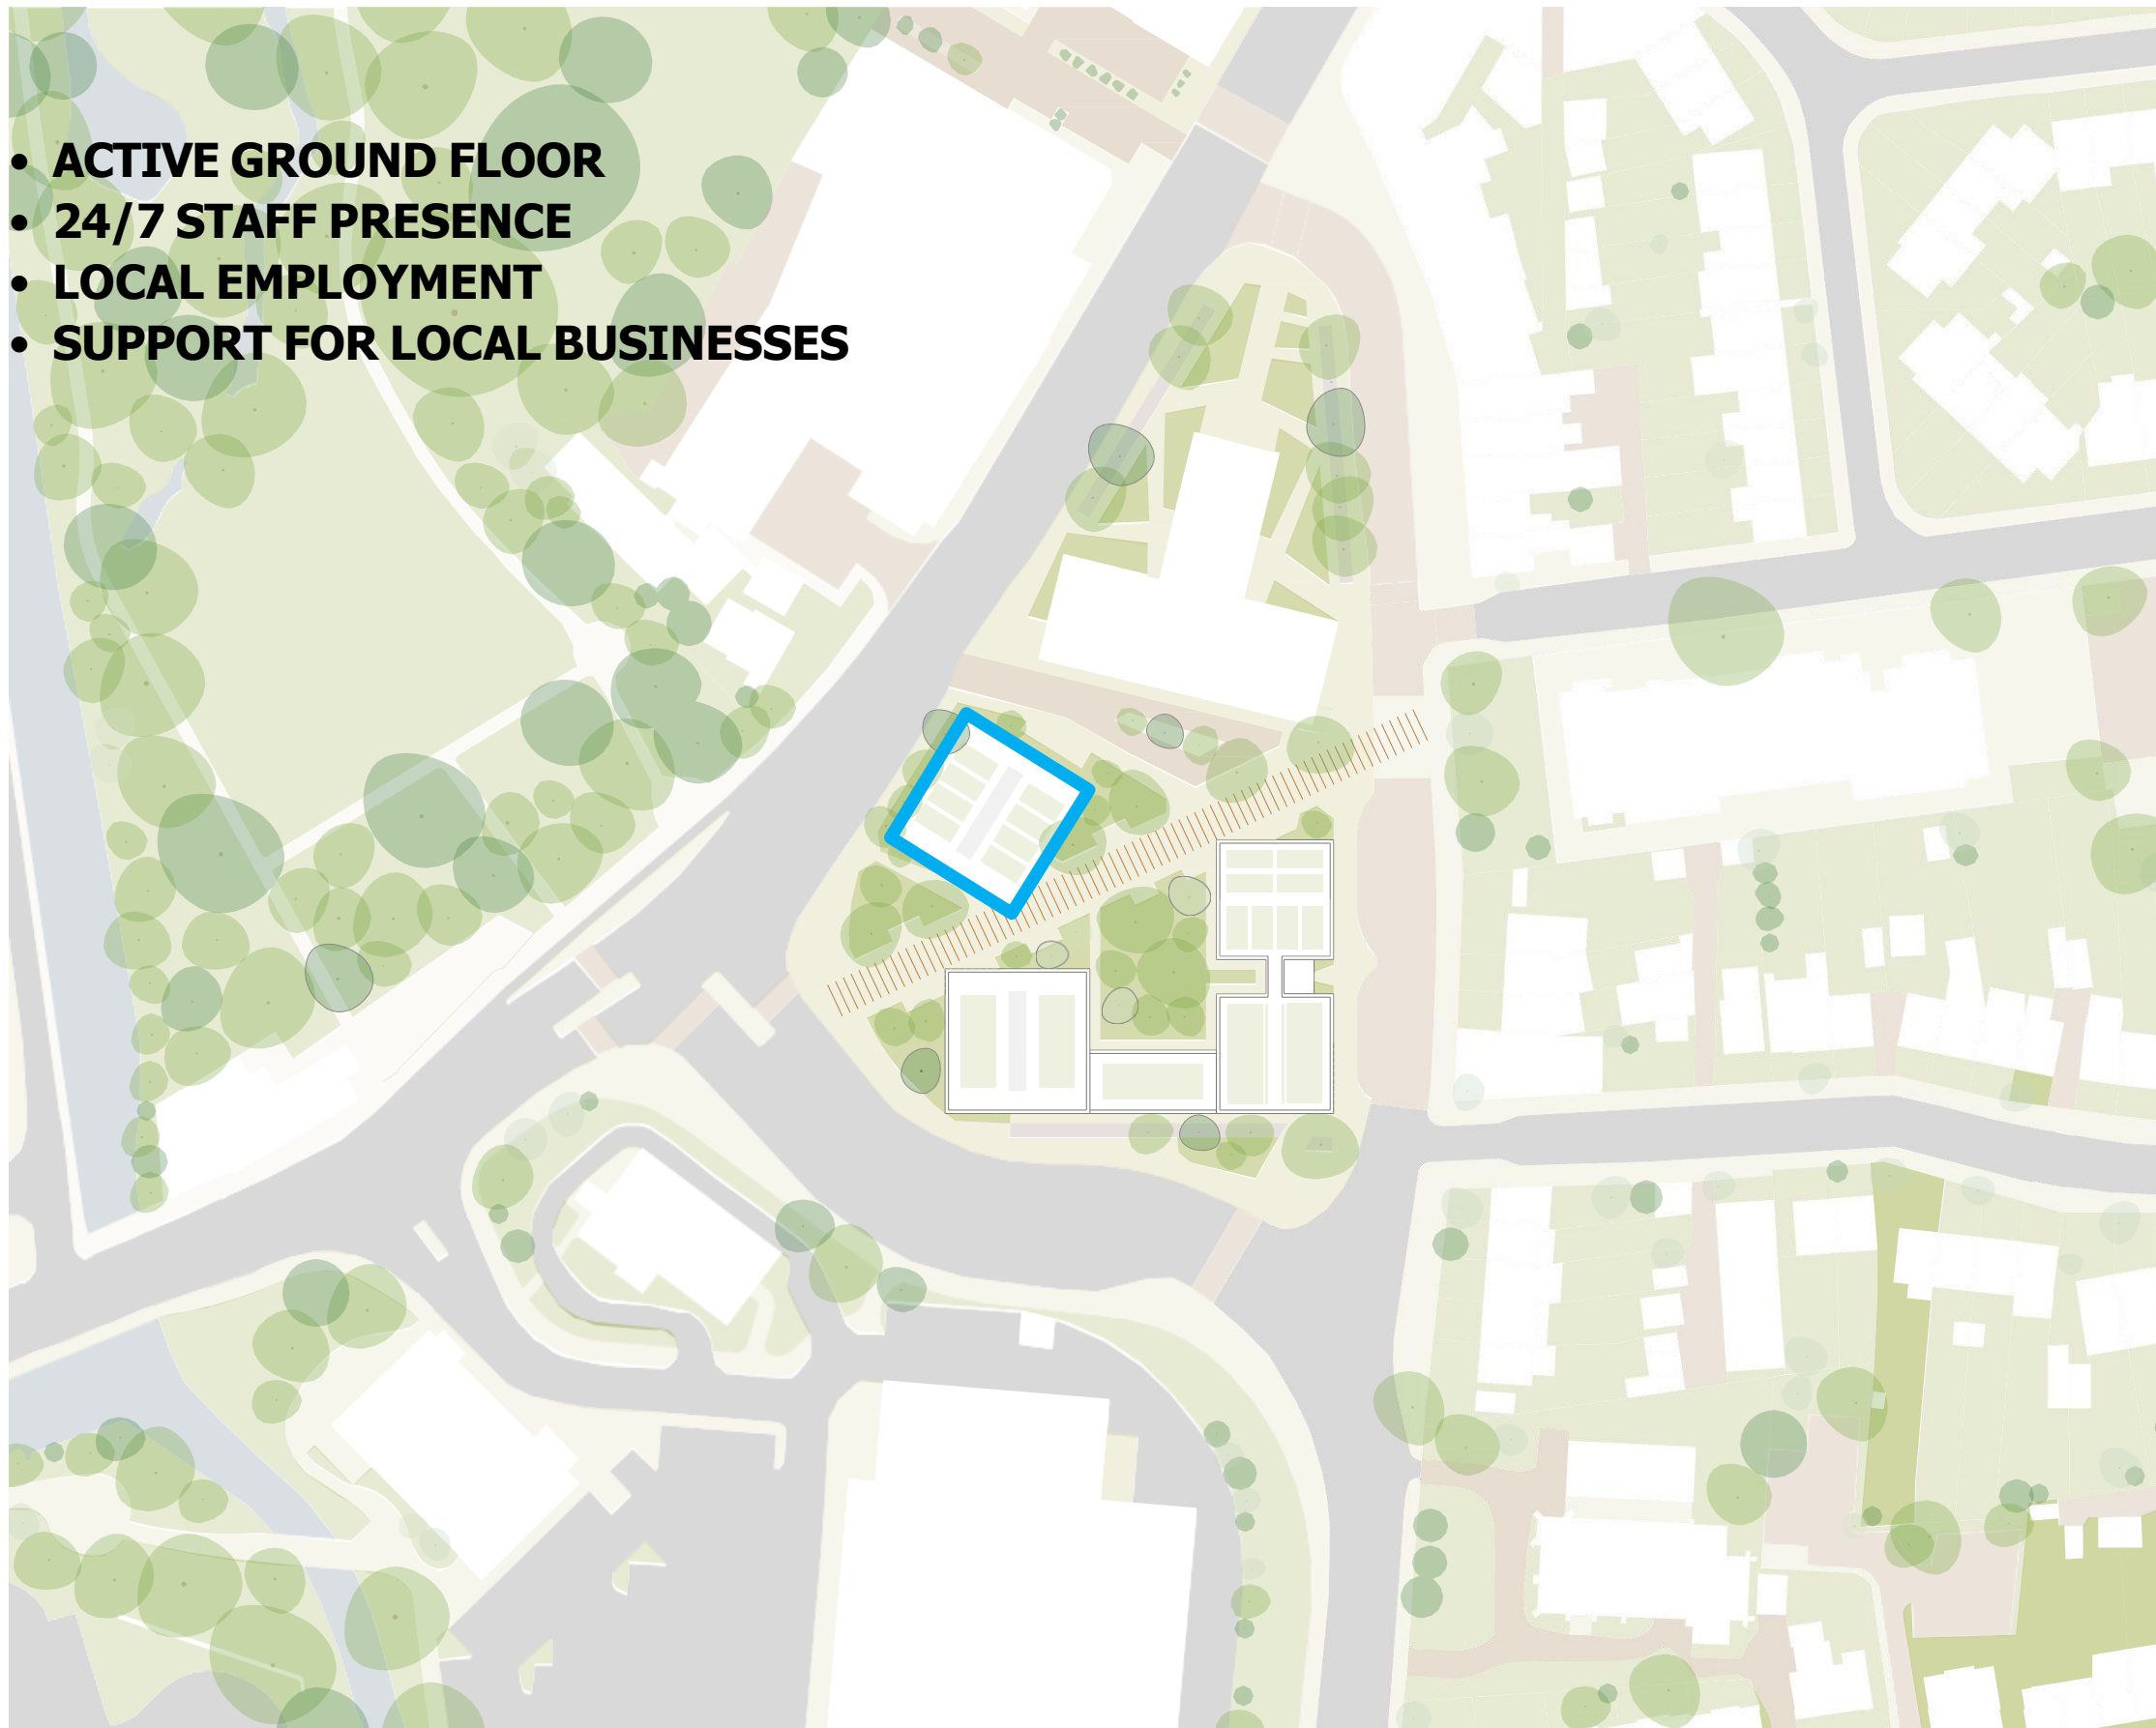 • ACTIVE GROUND FLOOR
• 24/7 STAFF PRESENCE
• LOCAL EMPLOYMENT
• SUPPORT FOR LOCAL BUSINESSES